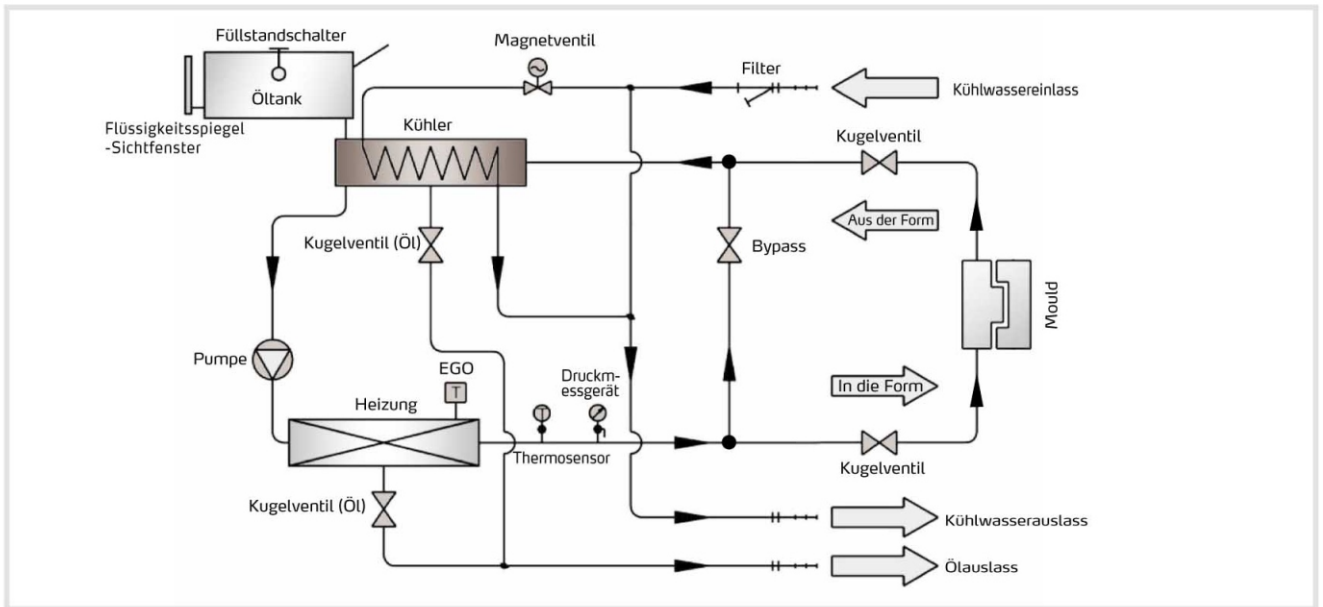 Füllstandschalter
Magnetventil
Filter
Öltank
Kühlwassereinlass
Flüssigkeitsspiegel
-Sichtfenster
Kühler
Kugelventil
Aus der Form
Kugelventil (Öl)
Bypass
Mould
Pumpe
EGO
T
Druckm-
essgerät
In die Form
Heizung
T
Thermosensor
Kugelventil
Kugelventil (Öl)
Kühlwasserauslass
Ölauslass